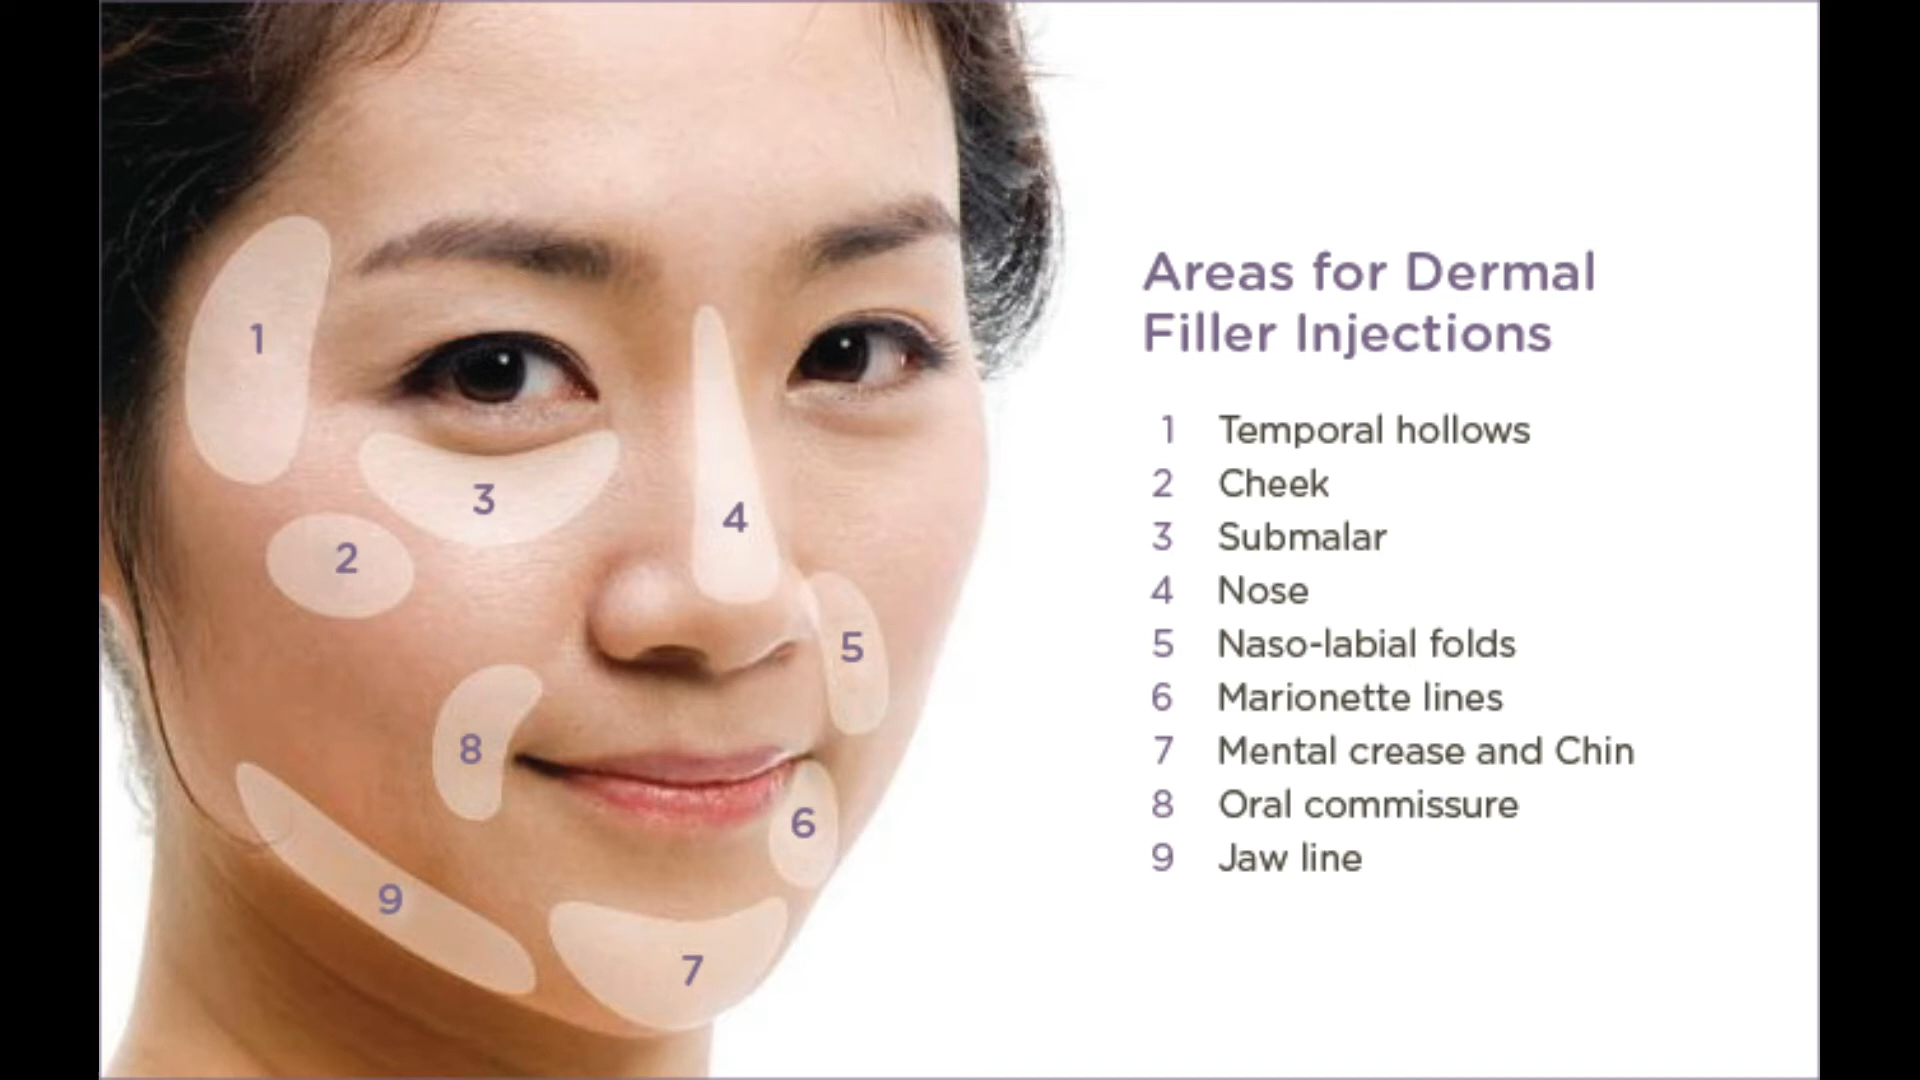 Areas for Dermal
Filler Injections
1 Temporal hollows
2 Cheek
3 Submalar
4 Nose
5 Naso-labial folds
6 Marionette lines
7 Mental crease and Chin
8 Oral commissure
9 Jaw line
1
3
4
2
5
8
6
9
7